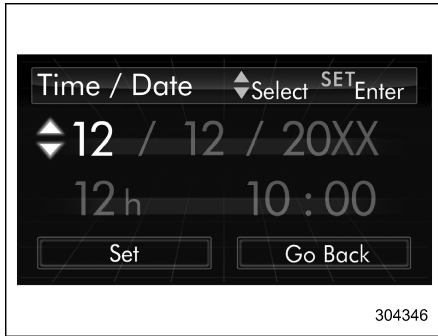 Time / Date Select SET Enter
12 / 12 / 20XX
12h 10:00
Set Go Back
304346